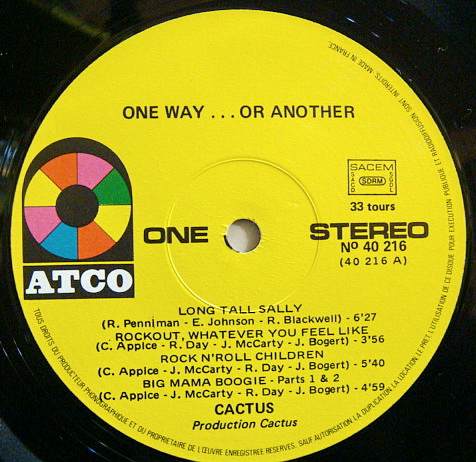 ONE WAY . . . OR ANOTHER
SACEM
SACD SDRM SGDL
33 tours
ATCO
ONE
STEREO
Nº 40 216
(40 216 A)
LONG TALL SALLY
(R. Penniman - E. Johnson - R. Blackwell) - 6'27
ROCKOUT, WHATEVER YOU FEEL LIKE
(C. Appice - R. Day - J. McCarty - J. Bogert) - 3'56
ROCK N'ROLL CHILDREN
(C. Appice - J. McCarty - R. Day - J. Bogert) - 5'40
BIG MAMA BOOGIE - Parts 1 & 2
(C. Appice - J. McCarty - R. Day - J. Bogert) - 4'59
CACTUS
Production Cactus
TOUS DROITS DU PRODUCTEUR PHONOGRAPHIQUE ET DU PROPRIETAIRE DE L'ŒUVRE ENREGISTREE RESERVES. SAUF AUTORISATION LA DUPLICATION LA LOCATION LE PRET L'UTILISATION DE CE DISQUE POUR EXECUTION PUBLIQUE ET RADIODIFFUSION SONT INTERDITES. MADE IN FRANCE.